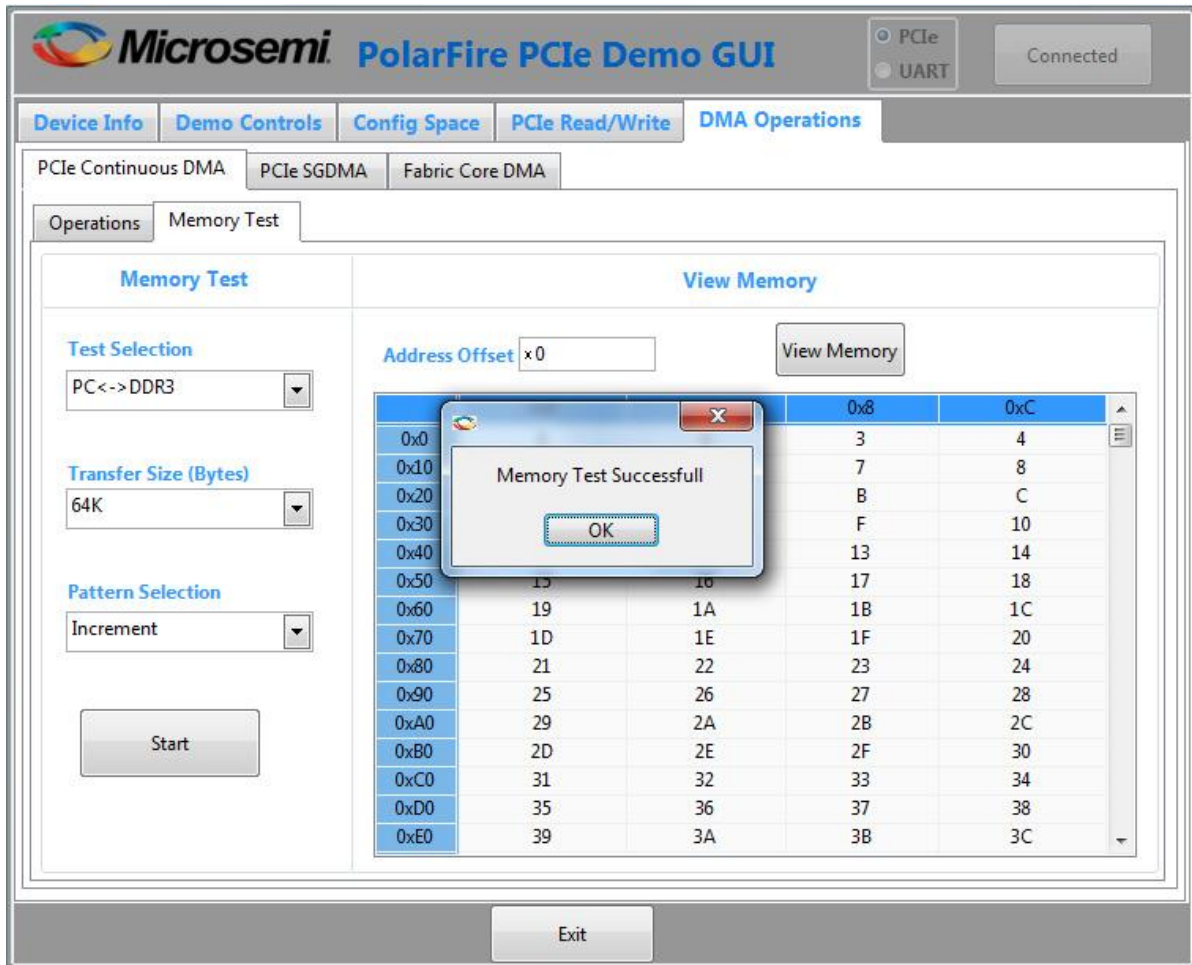 Microsemi. PolarFire PCIe Demo GUI
PCIe
UART
Connected
Device Info Demo Controls Config Space PCIe Read/Write DMA Operations
PCIe Continuous DMA PCIe SGDMA Fabric Core DMA
Operations Memory Test
Memory Test
View Memory
Test Selection
PC<->DDR3
Transfer Size (Bytes)
64K
Pattern Selection
Increment
Start
Address Offset x 0
View Memory
0x8 0xC
0x0 3 4
0x10 7 8
0x20 B C
0x30 F 10
0x40 13 14
0x50 15 16 17 18
0x60 19 1A 1B 1C
0x70 1D 1E 1F 20
0x80 21 22 23 24
0x90 25 26 27 28
0xA0 29 2A 2B 2C
0xB0 2D 2E 2F 30
0xC0 31 32 33 34
0xD0 35 36 37 38
0xE0 39 3A 3B 3C
Memory Test Successfull
OK
Exit